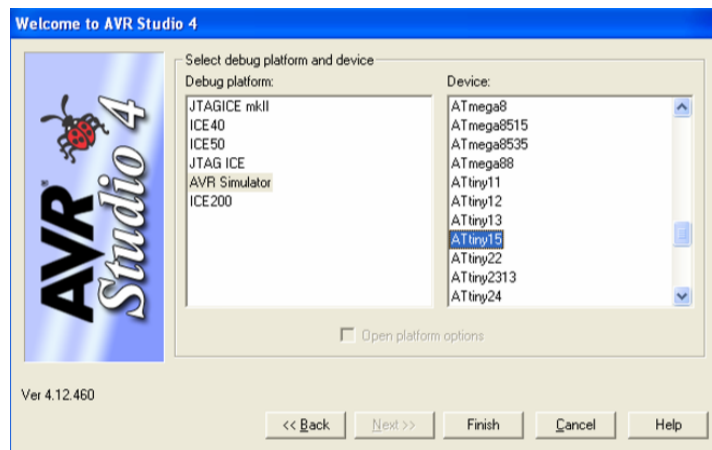 Welcome to AVR Studio 4
AVR Studio 4
Select debug platform and device
Debug platform:
JTAGICE mkII
ICE40
ICE50
JTAG ICE
AVR Simulator
ICE200
Device:
ATmega8
ATmega8515
ATmega8535
ATmega88
ATtiny11
ATtiny12
ATtiny13
ATtiny15
ATtiny22
ATtiny2313
ATtiny24
Open platform options
Ver 4.12.460
<< Back
Next >>
Finish
Cancel
Help